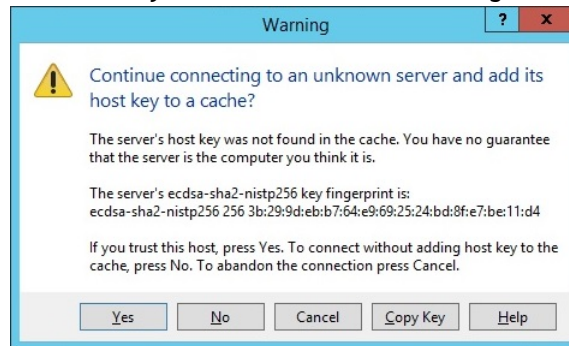 Warning
?
x
Continue connecting to an unknown server and add its
host key to a cache?
The server's host key was not found in the cache. You have no guarantee
that the server is the computer you think it is.
The server's ecdsa-sha2-nistp256 key fingerprint is:
ecdsa-sha2-nistp256 256 3b:29:9d:eb:b7:64:e9:69:25:24:bd:8f:e7:be:11:d4
If you trust this host, press Yes. To connect without adding host key to the
cache, press No. To abandon the connection press Cancel.
Yes
No
Cancel
Copy Key
Help